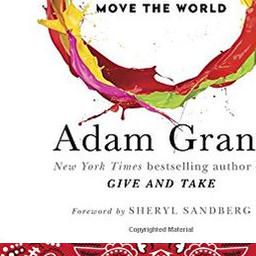 MOVE THE WORLD
Adam Gran
New York Times bestselling author
GIVE AND TAKE
Foreword by SHERYL SANDBERG
Copyrighted Material